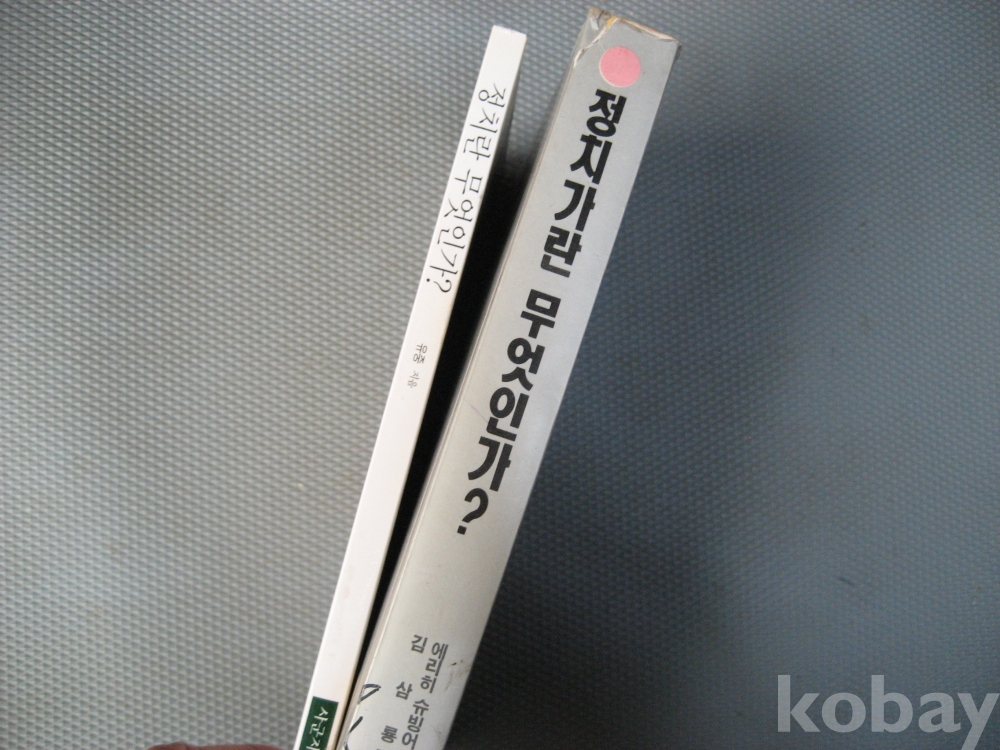 정치란 무엇인가?
유종 지음
정치가란 무엇인가?
에리히 슈빙어
김삼룡
kobay